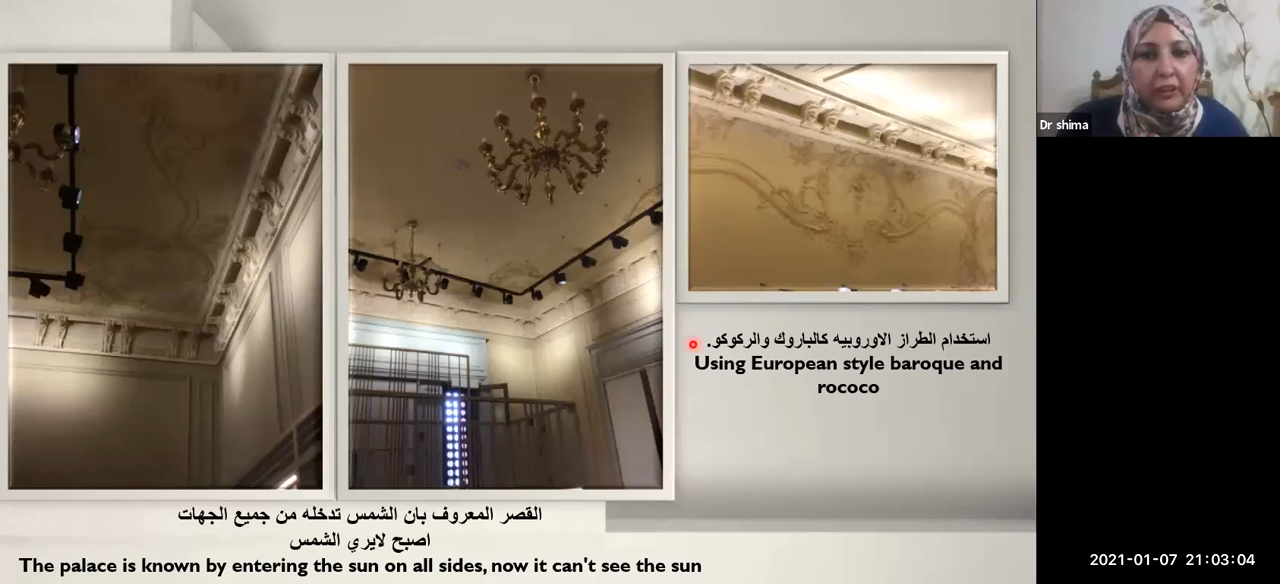 Dr shima
استخدام الطراز الاوروبيه كالباروك والركوكو.
Using European style baroque and
rococo
القصر المعروف بان الشمس تدخله من جميع الجهات
اصبح لايري الشمس
The palace is known by entering the sun on all sides, now it can't see the sun
2021-01-07 21:03:04